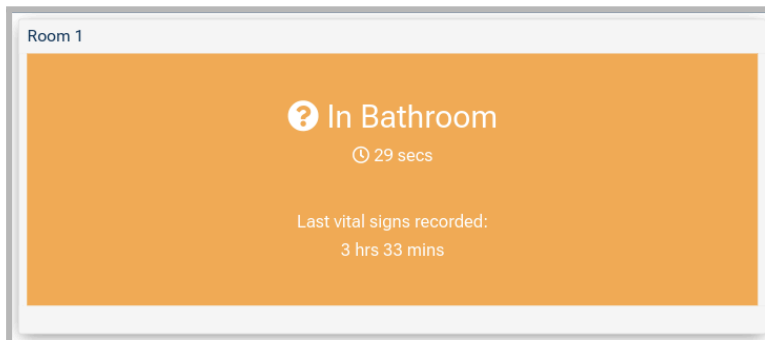 Room 1
In Bathroom
29 secs
Last vital signs recorded:
3 hrs 33 mins